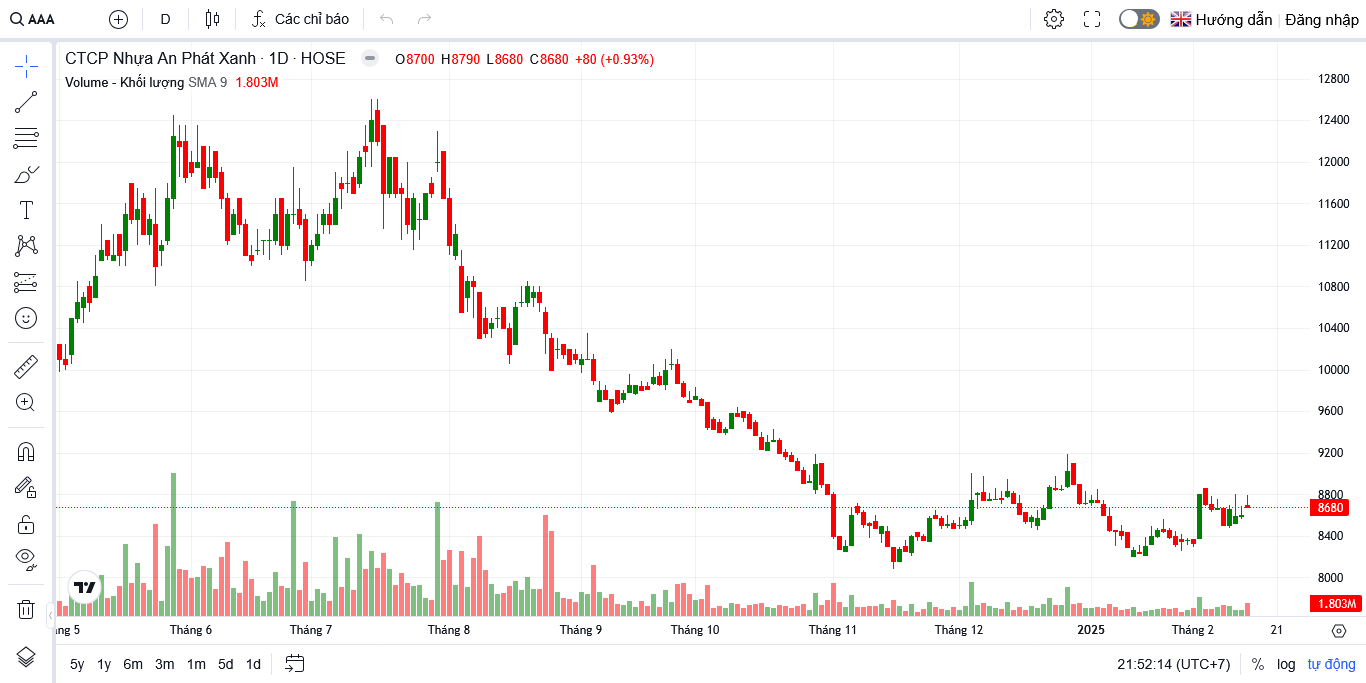 AAA D Các chỉ báo Hướng dẫn Đăng nhập
CTCP Nhựa An Phát Xanh · 1D · HOSE O8700 H8790 L8680 C8680 +80 (+0.93%)
Volume - Khối lượng SMA 9 1.803M
12800
12400
12000
11600
11200
10800
10400
10000
9600
9200
8800
8680
8400
8000
1.803M
ng 5 Tháng 6 Tháng 7 Tháng 8 Tháng 9 Tháng 10 Tháng 11 Tháng 12 2025 Tháng 2 21
5y 1y 6m 3m 1m 5d 1d 21:52:14 (UTC+7) % log tự động